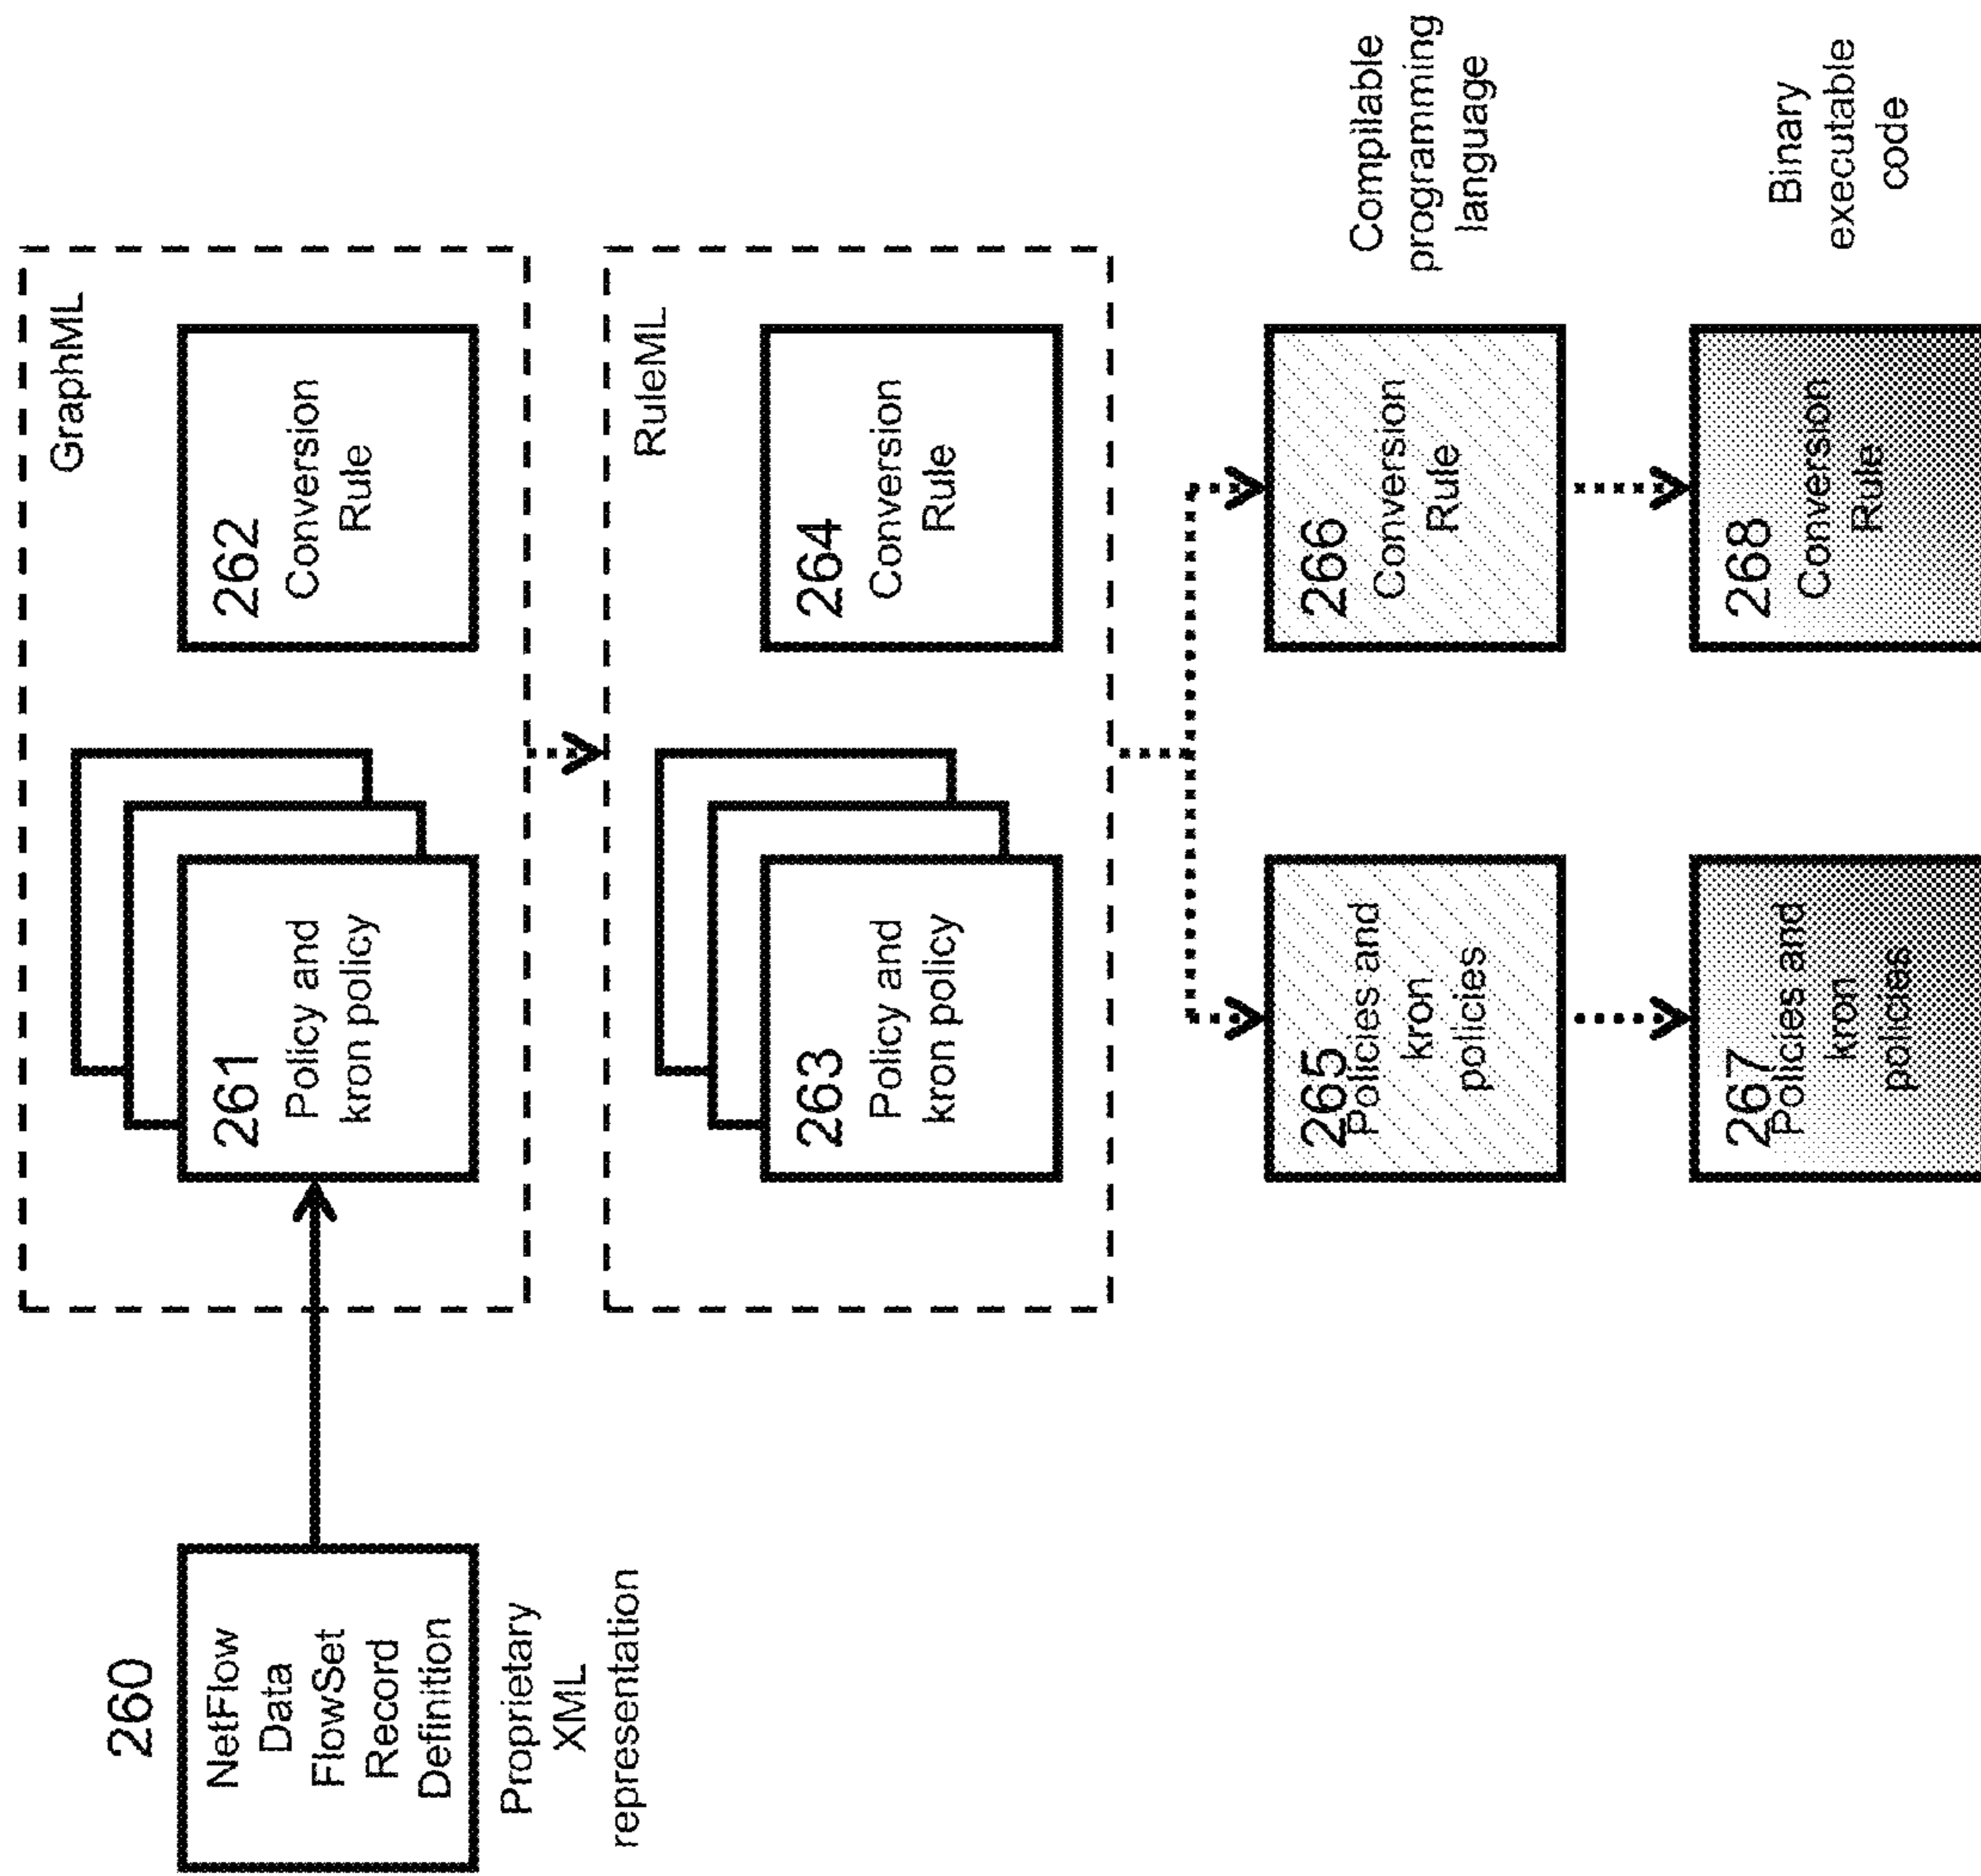 260
NetFlow
Data
FlowSet
Record
Definition
Proprietary
XML
representation
GraphML
261
Policy and
kron policy
262
Conversion
Rule
RuleML
263
Policy and
kron policy
264
Conversion
Rule
265
Policies and
kron
policies
266
Conversion
Rule
Compilable
programming
language
267
Policies and
kron
policies
268
Conversion
Rule
Binary
executable
code